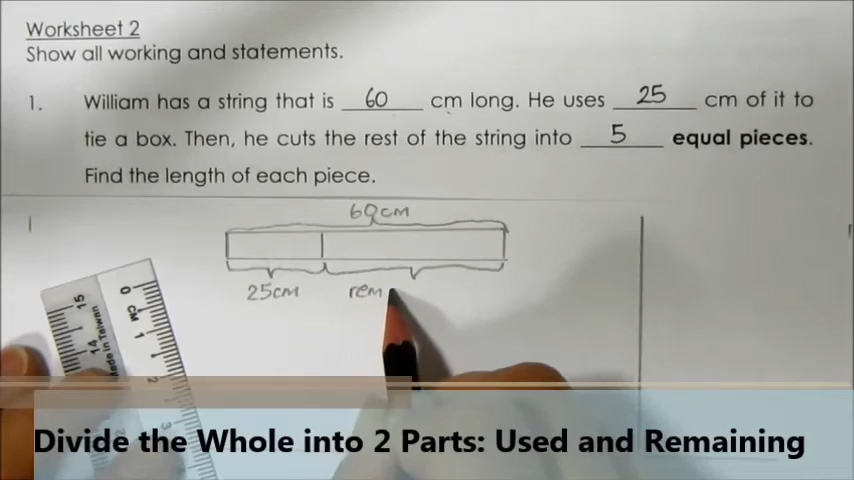 Worksheet 2
Show all working and statements.
1. William has a string that is 60 cm long. He uses 25 cm of it to
tie a box. Then, he cuts the rest of the string into 5 equal pieces.
Find the length of each piece.
60cm
25cm rem
15 0
14 CM 1
Made in Taiwan
2
3
Divide the Whole into 2 Parts: Used and Remaining